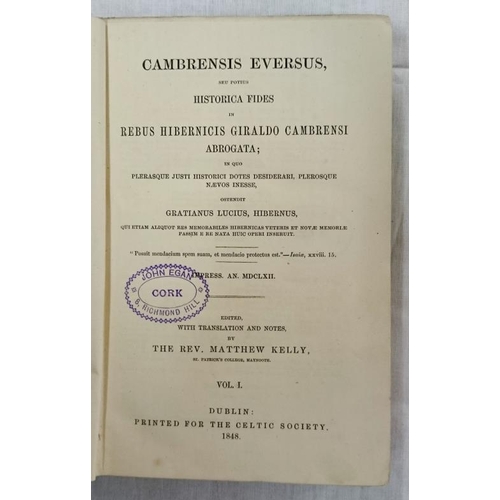 CAMBRENSIS EVERSUS,
SEU POTIUS
HISTORICA FIDES
IN
REBUS HIBERNICIS GIRALDO CAMBRENSI
ABROGATA;
IN QUO
PLERASQUE JUSTI HISTORICI DOTES DESIDERARI, PLEROSQUE
NÆVOS INESSE,
OSTENDIT
GRATIANUS LUCIUS, HIBERNUS,
QUI ETIAM ALIQUOT RES MEMORABILES HIBERNICAS VETERIS ET NOVÆ MEMORIÆ
PASSIM E RE NATA HUIC OPERI INSERUIT.
"Posuit mendacium spem suam, et mendacio protectus est."—Isaiæ, xxviii. 15.
IMPRESS. AN. MDCLXII.
JOHN EGAN
CORK
6, RICHMOND HILL
EDITED,
WITH TRANSLATION AND NOTES,
BY
THE REV. MATTHEW KELLY,
ST. PATRICK'S COLLEGE, MAYNOOTH.
VOL. I.
DUBLIN:
PRINTED FOR THE CELTIC SOCIETY.
1848.